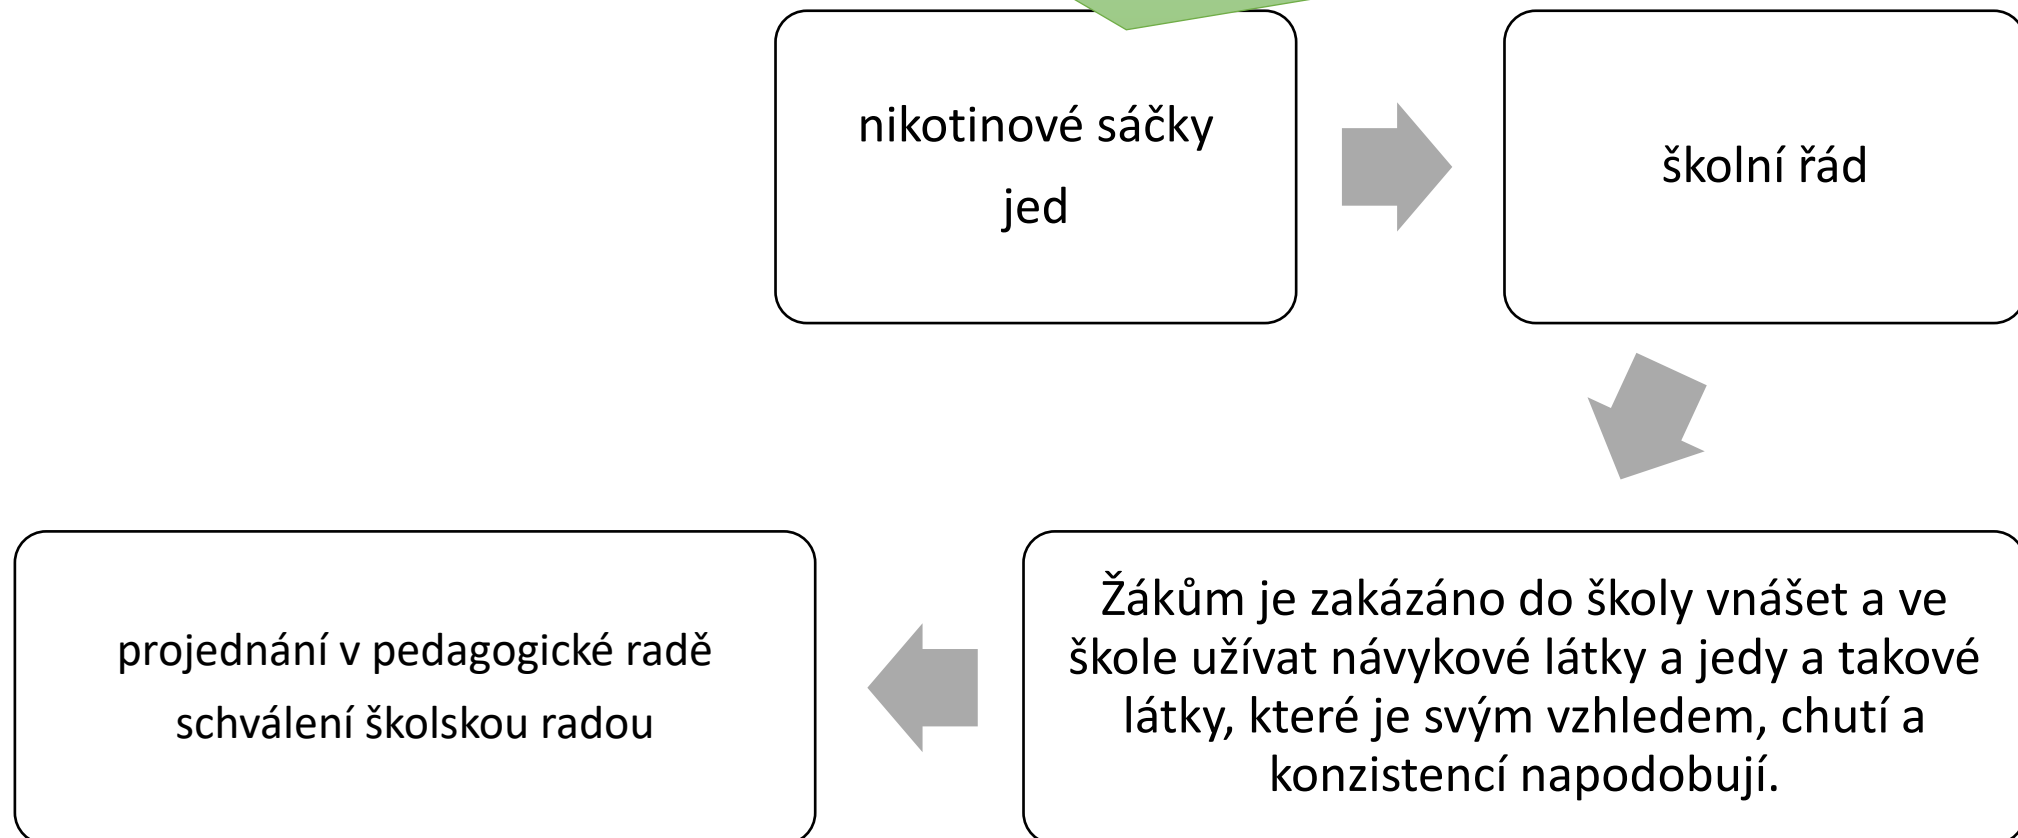 nikotinové sáčky
jed
školní řád
Žákům je zakázáno do školy vnášet a ve
škole užívat návykové látky a jedy a takové
látky, které je svým vzhledem, chutí a
konzistencí napodobují.
projednání v pedagogické radě
schválení školskou radou